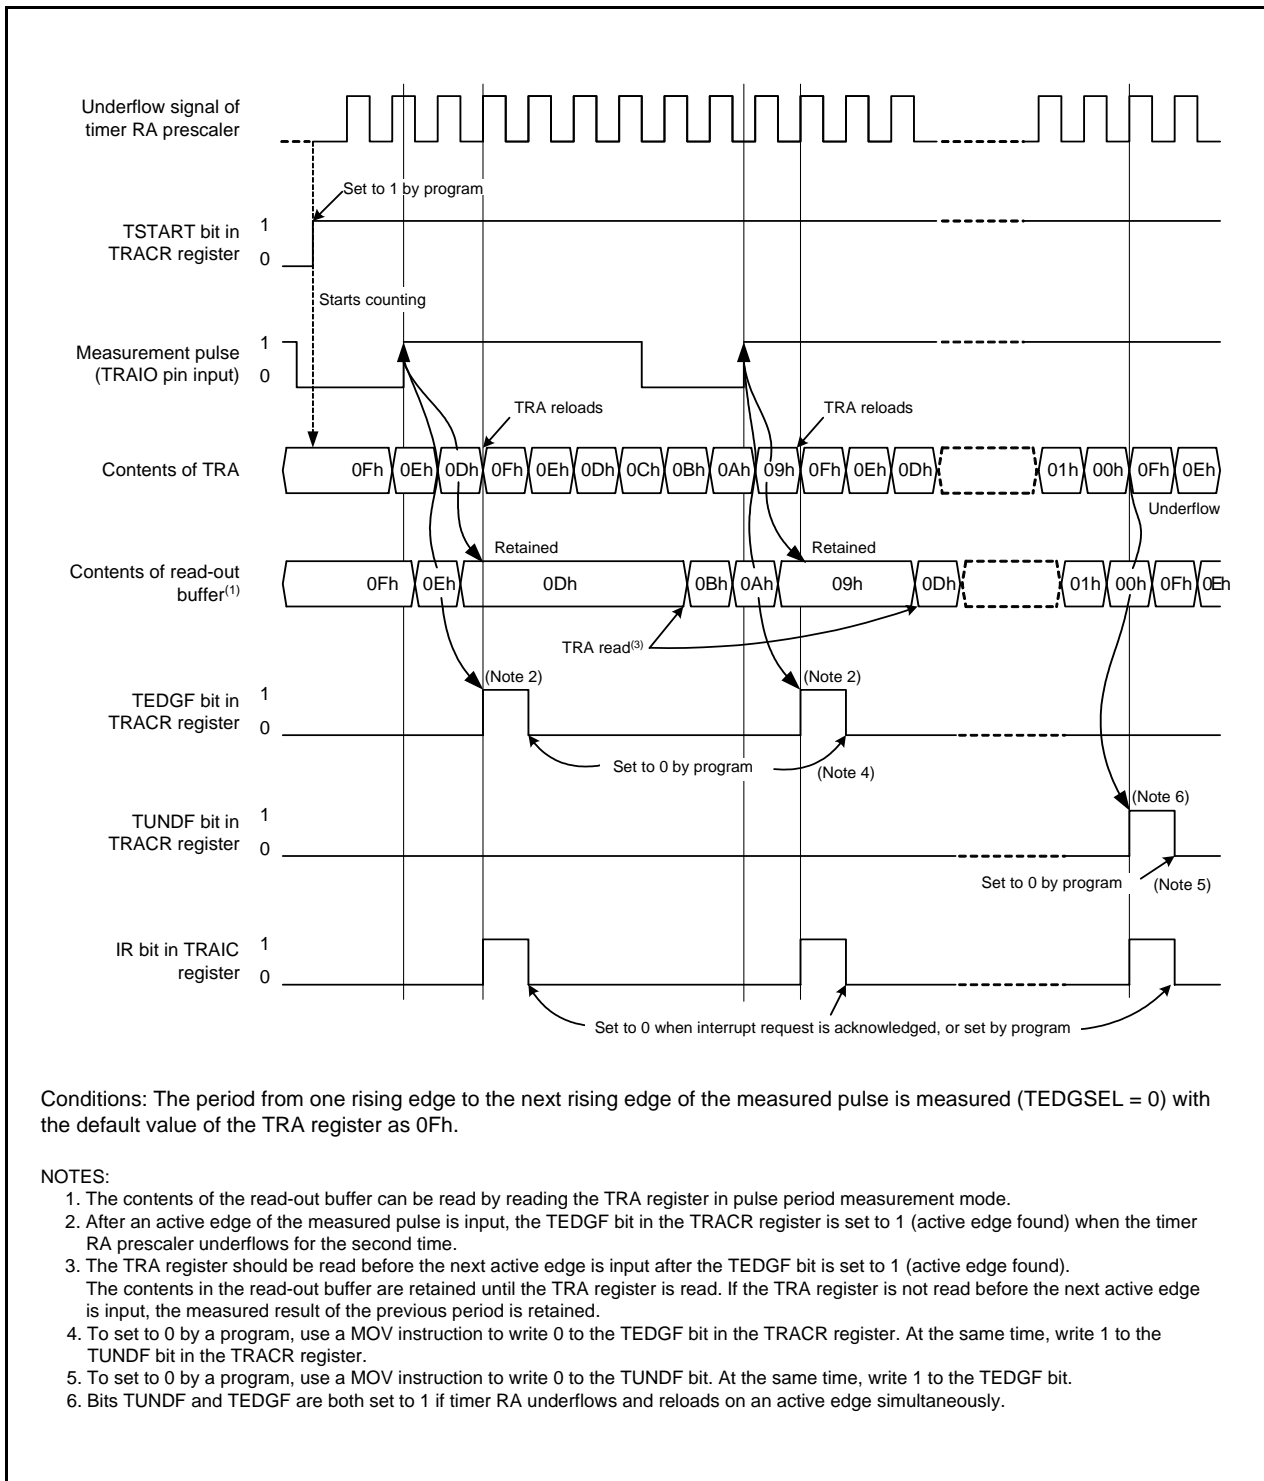 Underflow signal of
timer RA prescaler
Set to 1 by program
TSTART bit in
TRACR register
1
0
Starts counting
Measurement pulse
(TRAIO pin input)
1
0
TRA reloads
TRA reloads
Contents of TRA
0Fh 0Eh 0Dh 0Fh 0Eh 0Dh 0Ch 0Bh 0Ah 09h 0Fh 0Eh 0Dh 01h 00h 0Fh 0Eh
Underflow
Retained
Retained
Contents of read-out
buffer(1)
0Fh 0Eh 0Dh 0Bh 0Ah 09h 0Dh 01h 00h 0Fh 0Eh
TRA read(3)
(Note 2)
(Note 2)
TEDGF bit in
TRACR register
1
0
Set to 0 by program
(Note 4)
(Note 6)
TUNDF bit in
TRACR register
1
0
Set to 0 by program
(Note 5)
IR bit in TRAIC
register
1
0
Set to 0 when interrupt request is acknowledged, or set by program
Conditions: The period from one rising edge to the next rising edge of the measured pulse is measured (TEDGSEL = 0) with
the default value of the TRA register as 0Fh.
NOTES:
1. The contents of the read-out buffer can be read by reading the TRA register in pulse period measurement mode.
2. After an active edge of the measured pulse is input, the TEDGF bit in the TRACR register is set to 1 (active edge found) when the timer
RA prescaler underflows for the second time.
3. The TRA register should be read before the next active edge is input after the TEDGF bit is set to 1 (active edge found).
The contents in the read-out buffer are retained until the TRA register is read. If the TRA register is not read before the next active edge
is input, the measured result of the previous period is retained.
4. To set to 0 by a program, use a MOV instruction to write 0 to the TEDGF bit in the TRACR register. At the same time, write 1 to the
TUNDF bit in the TRACR register.
5. To set to 0 by a program, use a MOV instruction to write 0 to the TUNDF bit. At the same time, write 1 to the TEDGF bit.
6. Bits TUNDF and TEDGF are both set to 1 if timer RA underflows and reloads on an active edge simultaneously.